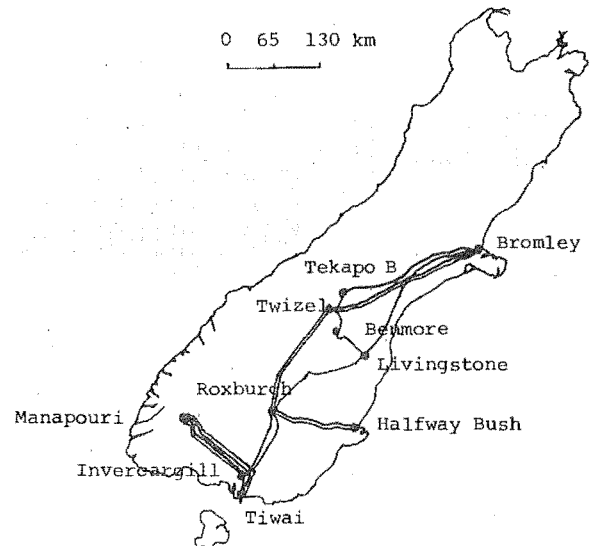 0 65 130 km
Bromley
Tekapo B
Twizel
Benmore
Livingstone
Roxburgh
Manapouri
Halfway Bush
Invercargill
Tiwai